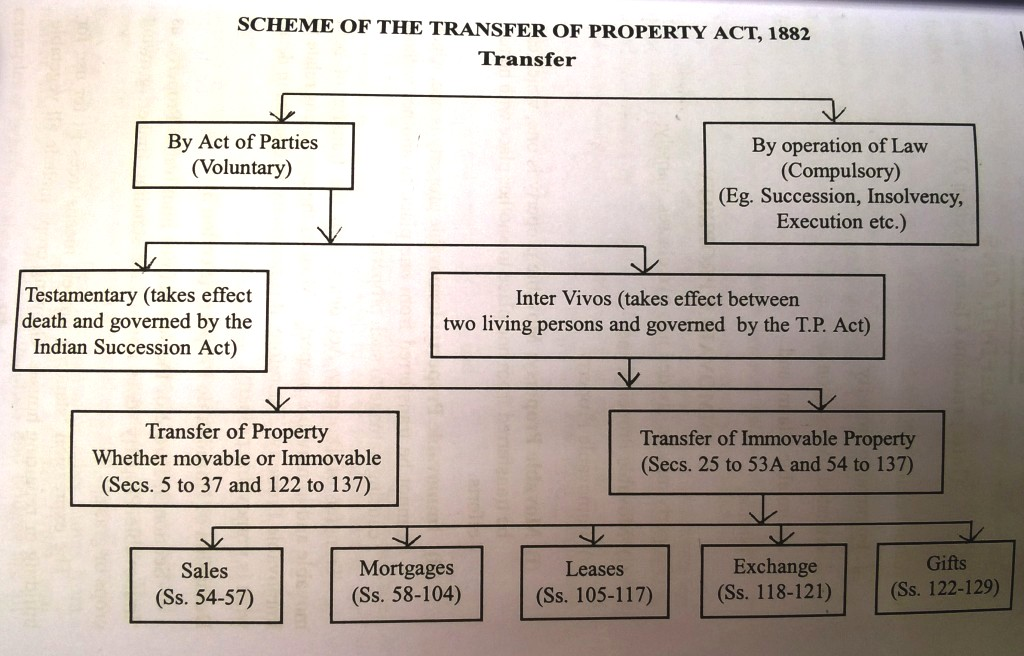 SCHEME OF THE TRANSFER OF PROPERTY ACT, 1882
Transfer
By Act of Parties
(Voluntary)
By operation of Law
(Compulsory)
(Eg. Succession, Insolvency,
Execution etc.)
Testamentary (takes effect
death and governed by the
Indian Succession Act)
Inter Vivos (takes effect between
two living persons and governed by the T.P. Act)
Transfer of Property
Whether movable or Immovable
(Secs. 5 to 37 and 122 to 137)
Transfer of Immovable Property
(Secs. 25 to 53A and 54 to 137)
Sales
(Ss. 54-57)
Mortgages
(Ss. 58-104)
Leases
(Ss. 105-117)
Exchange
(Ss. 118-121)
Gifts
(Ss. 122-129)